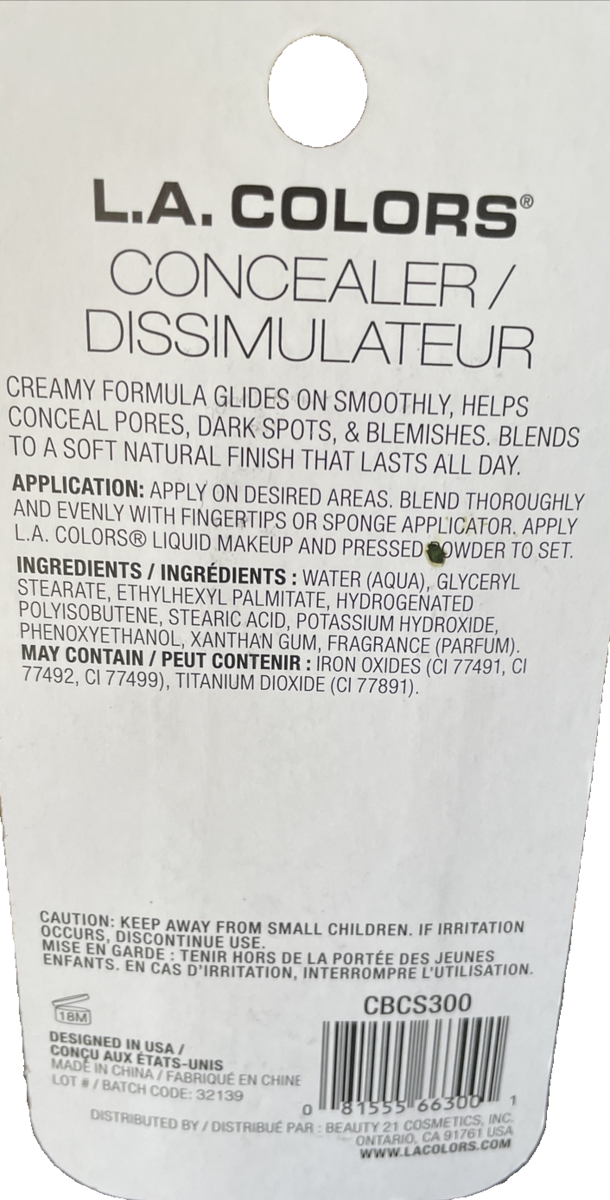 L.A. COLORS®
CONCEALER /
DISSIMULATEUR
CREAMY FORMULA GLIDES ON SMOOTHLY, HELPS
CONCEAL PORES, DARK SPOTS, & BLEMISHES. BLENDS
TO A SOFT NATURAL FINISH THAT LASTS ALL DAY.
APPLICATION: APPLY ON DESIRED AREAS. BLEND THOROUGHLY
AND EVENLY WITH FINGERTIPS OR SPONGE APPLICATOR. APPLY
L.A. COLORS® LIQUID MAKEUP AND PRESSED POWDER TO SET.
INGREDIENTS / INGRÉDIENTS : WATER (AQUA), GLYCERYL
STEARATE, ETHYLHEXYL PALMITATE, HYDROGENATED
POLYISOBUTENE, STEARIC ACID, POTASSIUM HYDROXIDE,
PHENOXYETHANOL, XANTHAN GUM, FRAGRANCE (PARFUM).
MAY CONTAIN / PEUT CONTENIR : IRON OXIDES (CI 77491, CI
77492, CI 77499), TITANIUM DIOXIDE (CI 77891).
CAUTION: KEEP AWAY FROM SMALL CHILDREN. IF IRRITATION
OCCURS, DISCONTINUE USE.
MISE EN GARDE : TENIR HORS DE LA PORTÉE DES JEUNES
ENFANTS. EN CAS D'IRRITATION, INTERROMPRE L'UTILISATION.
18M
CBCS300
DESIGNED IN USA /
CONÇU AUX ÉTATS-UNIS
MADE IN CHINA / FABRIQUÉ EN CHINE
LOT # / BATCH CODE: 32139
0 81555 66300 1
DISTRIBUTED BY / DISTRIBUÉ PAR : BEAUTY 21 COSMETICS, INC.
ONTARIO, CA 91761 USA
WWW.LACOLORS.COM